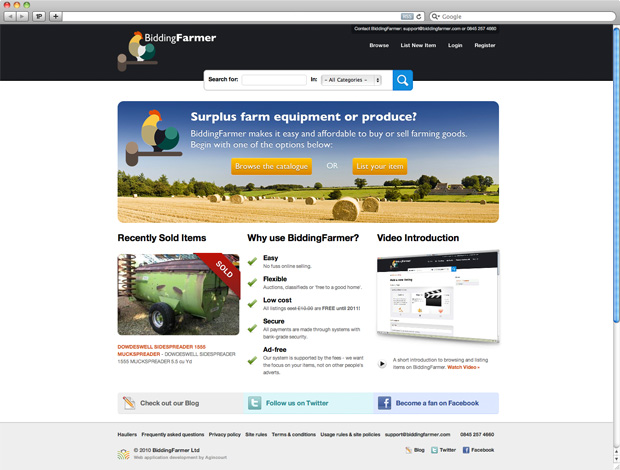 RSS
Google
Contact BiddingFarmer: support@biddingfarmer.com or 0845 257 4660
BiddingFarmer
Browse List New Item Login Register
Search for: In: - All Categories -
Surplus farm equipment or produce?
BiddingFarmer makes it easy and affordable to buy or sell farming goods.
Begin with one of the options below:
Browse the catalogue OR List your item
Recently Sold Items
SOLD
DOWDESWELL SIDESPREADER 1555
MUCKSPREADER - DOWDESWELL SIDESPREADER
1555 MUCKSPREADER 5.5 cu Yd
Why use BiddingFarmer?
Easy
No fuss online selling.
Flexible
Auctions, classifieds or 'free to a good home'.
Low cost
All listings cost £10.00 are FREE until 2011!
Secure
All payments are made through systems with
bank-grade security.
Ad-free
Our system is supported by the fees - we want
the focus on your items, not on other people's
adverts.
Video Introduction
A short introduction to browsing and listing
items on BiddingFarmer. Watch Video »
Check out our Blog
Follow us on Twitter
Become a fan on Facebook
Hauliers Frequently asked questions Privacy policy Site rules Terms & conditions Usage rules & site policies support@biddingfarmer.com 0845 257 4660
© 2010 BiddingFarmer Ltd
Web application development by Agincourt
Blog Twitter Facebook